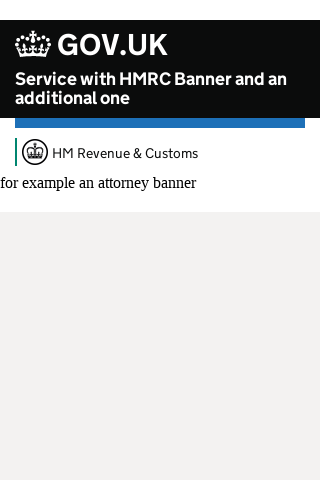 GOV.UK
Service with HMRC Banner and an
additional one
HM Revenue & Customs
for example an attorney banner